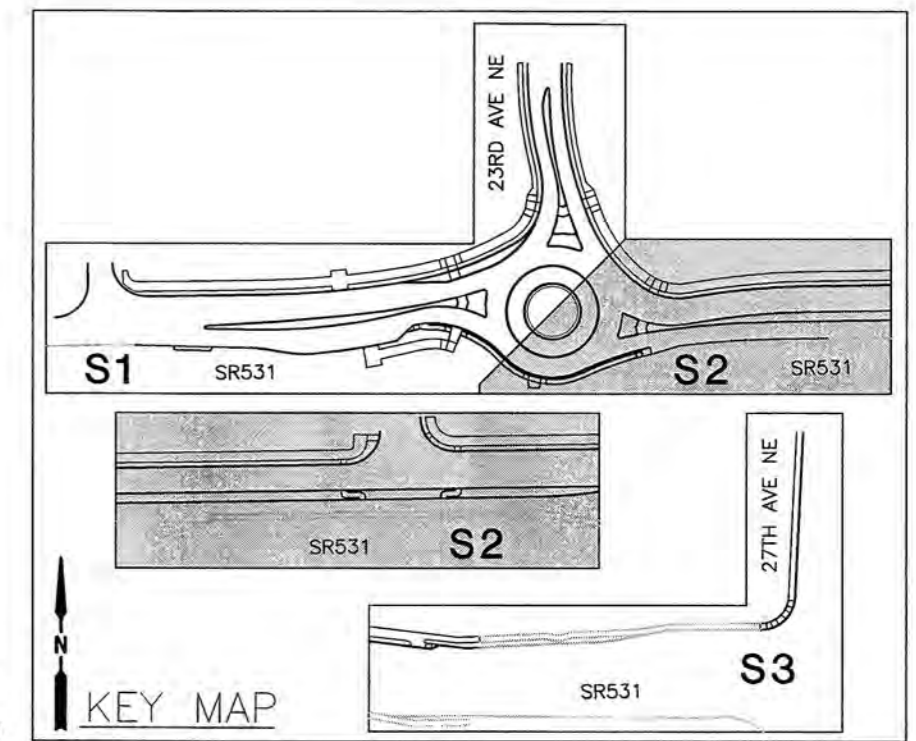 23RD AVE NE
S1
SR531
S2
SR531
SR531
S2
27TH AVE NE
S3
SR531
N
KEY MAP